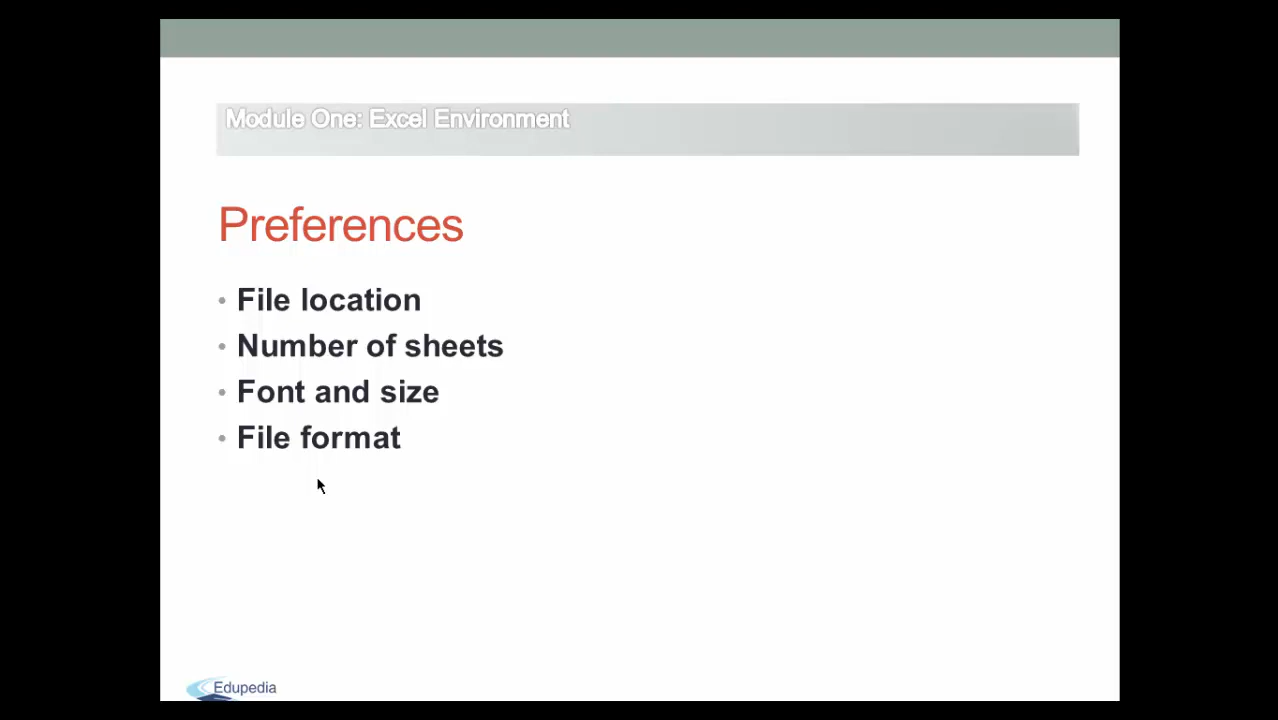 Module One: Excel Environment
Preferences
• File location
• Number of sheets
• Font and size
• File format
Edupedia